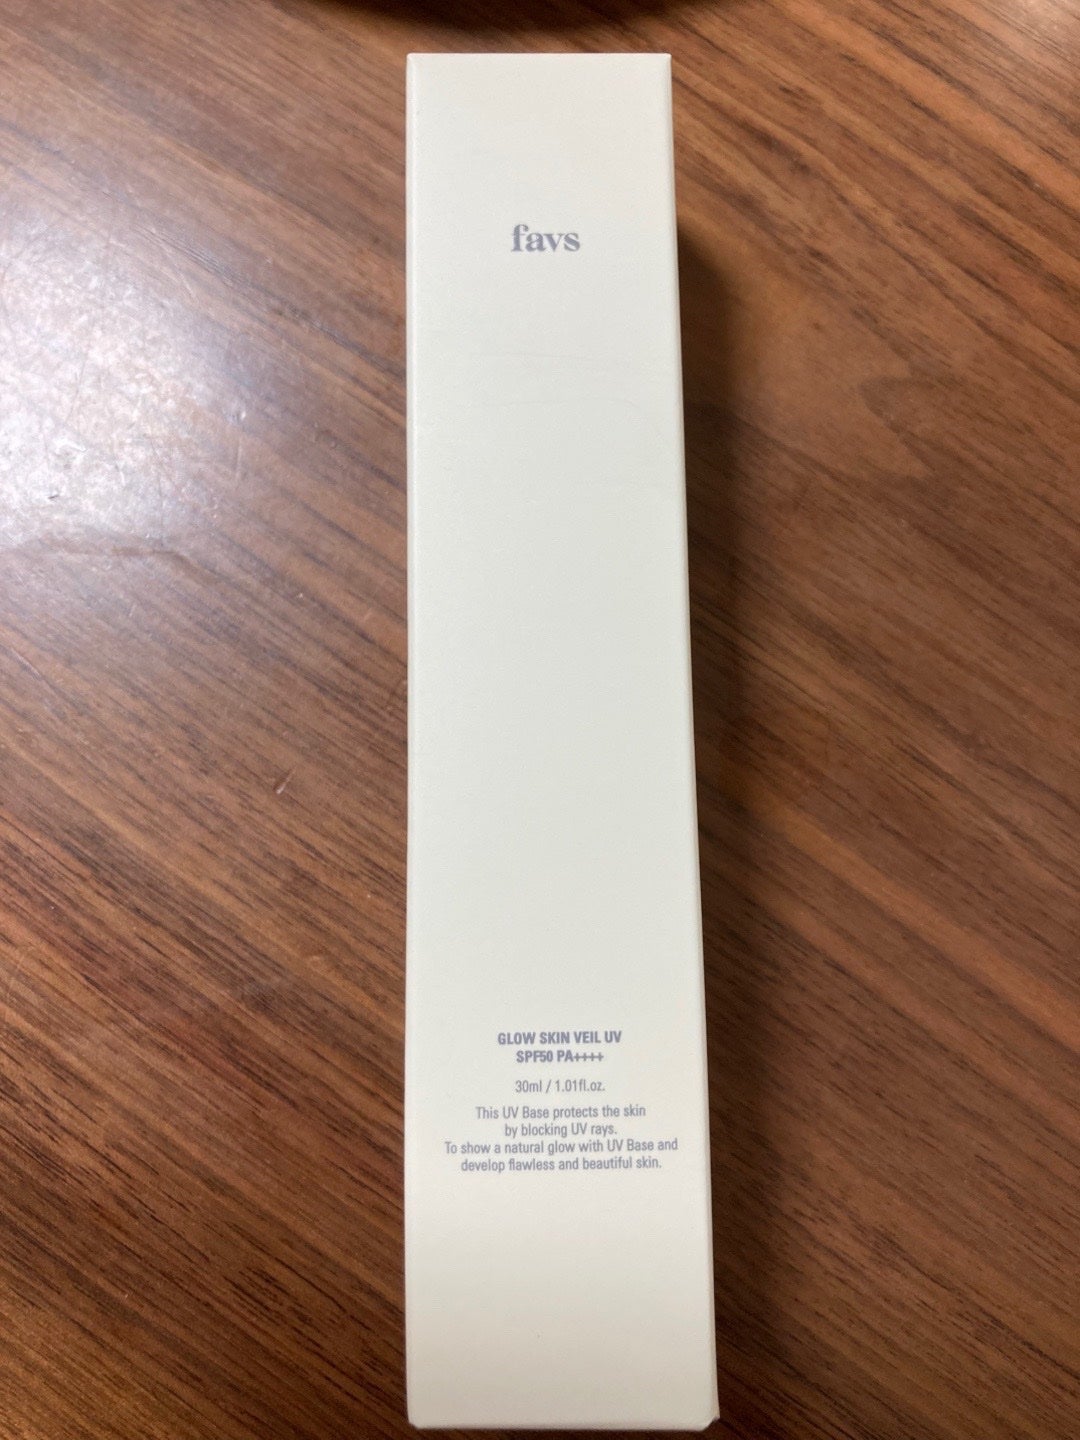 favs
GLOW SKIN VEIL UV
SPF50 PA++++
30ml / 1.01fl.oz.
This UV Base protects the skin
by blocking UV rays.
To show a natural glow with UV Base and
develop flawless and beautiful skin.